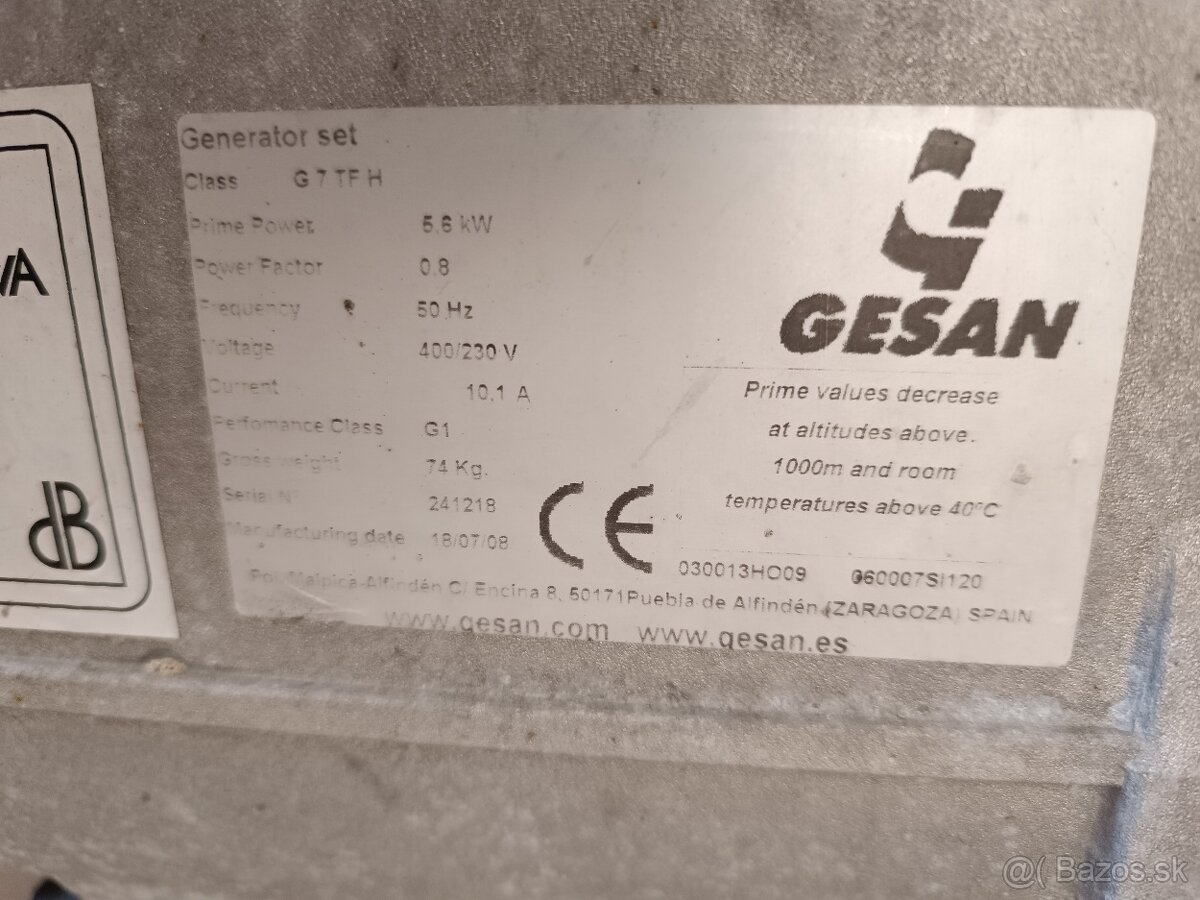 Generator set
Class G 7 TF H
Prime Power 5,6 kW
Power Factor 0,8
Frequency 50 Hz
Voltage 400/230 V
Current 10,1 A
Perfomance Class G1
Gross weight 74 Kg.
Serial Nº 241218
Manufacturing date 18/07/08
GESAN
Prime values decrease
at altitudes above.
1000m and room
temperatures above 40ºC
CE
030013HO09 060007SI120
Pol. Malpica-Alfindén C/ Encina 8, 50171Puebla de Alfindén (ZARAGOZA) SPAIN
www.gesan.com www.gesan.es
dB
@( Bazos.sk